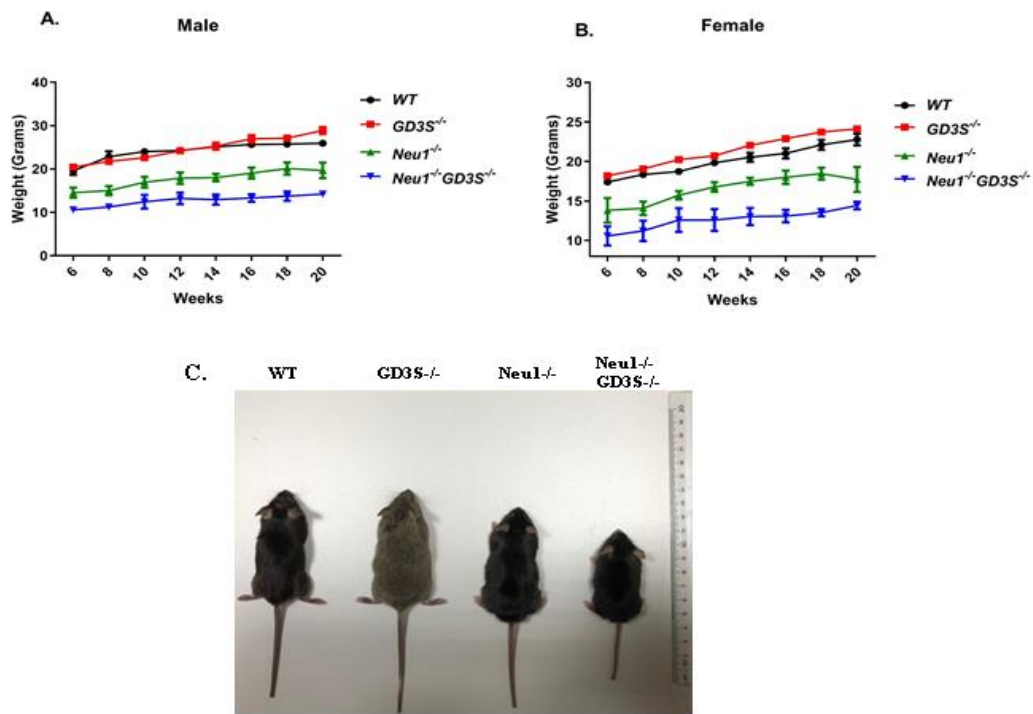 A.
Male
Weight (Grams)
40
30
20
10
0
6
8
10
12
14
16
18
20
Weeks
WT
GD3S-/-
Neu1-/-
Neu1-/-GD3S-/-
B.
Female
Weight (Grams)
30
25
20
15
10
6
8
10
12
14
16
18
20
Weeks
WT
GD3S-/-
Neu1-/-
Neu1-/-GD3S-/-
C.
WT
GD3S-/-
Neu1-/-
Neu1-/-
GD3S-/-